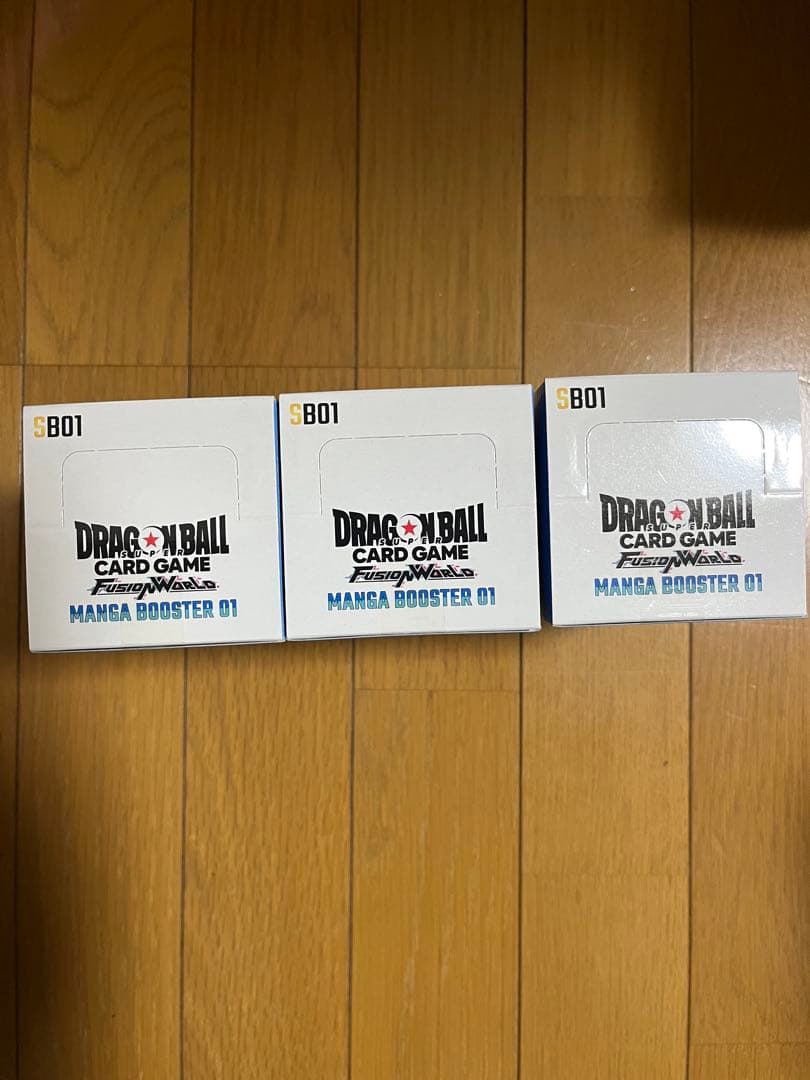 SB01
DRAGON BALL
SUPER
CARD GAME
FUSION WORLD
MANGA BOOSTER 01
SB01
DRAGON BALL
SUPER
CARD GAME
FUSION WORLD
MANGA BOOSTER 01
SB01
DRAGON BALL
SUPER
CARD GAME
FUSION WORLD
MANGA BOOSTER 01